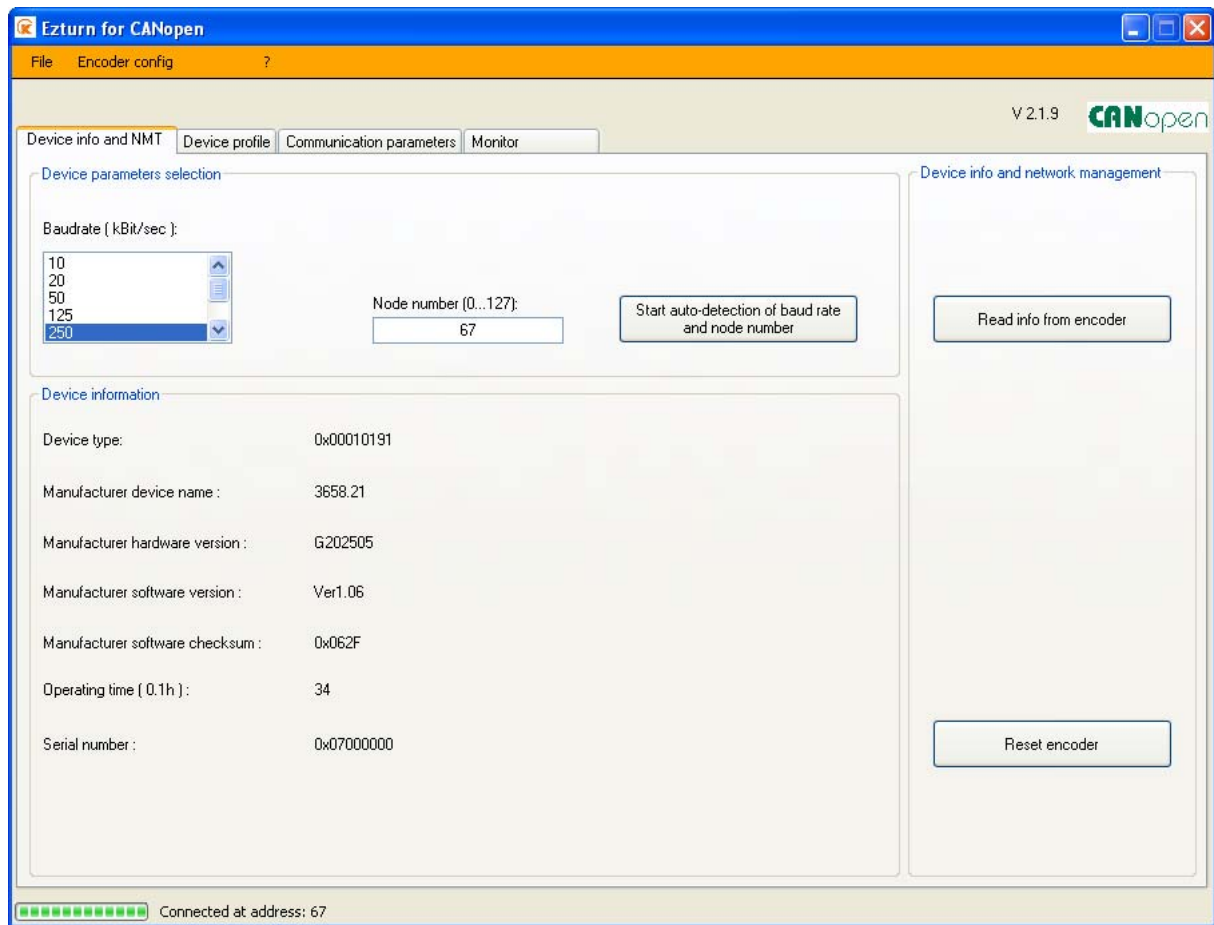 Ezturn for CANopen
File Encoder config ?
V 2.1.9 CANopen
Device info and NMT Device profile Communication parameters Monitor
Device parameters selection
Baudrate ( kBit/sec ):
10
20
50
125
250
Node number (0...127):
67
Start auto-detection of baud rate
and node number
Device info and network management
Read info from encoder
Device information
Device type: 0x00010191
Manufacturer device name : 3658.21
Manufacturer hardware version : G202505
Manufacturer software version : Ver1.06
Manufacturer software checksum : 0x062F
Operating time ( 0.1h ) : 34
Serial number : 0x07000000
Reset encoder
Connected at address: 67